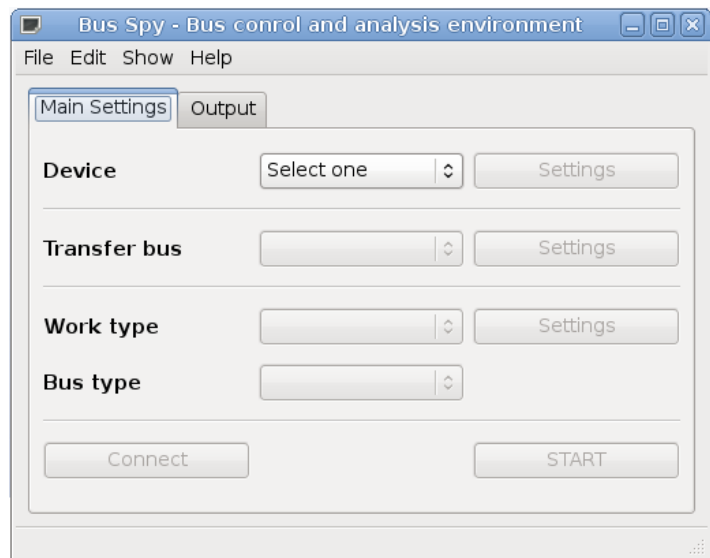 Bus Spy - Bus conrol and analysis environment
File Edit Show Help
Main Settings Output
Device Select one Settings
Transfer bus Settings
Work type Settings
Bus type
Connect START